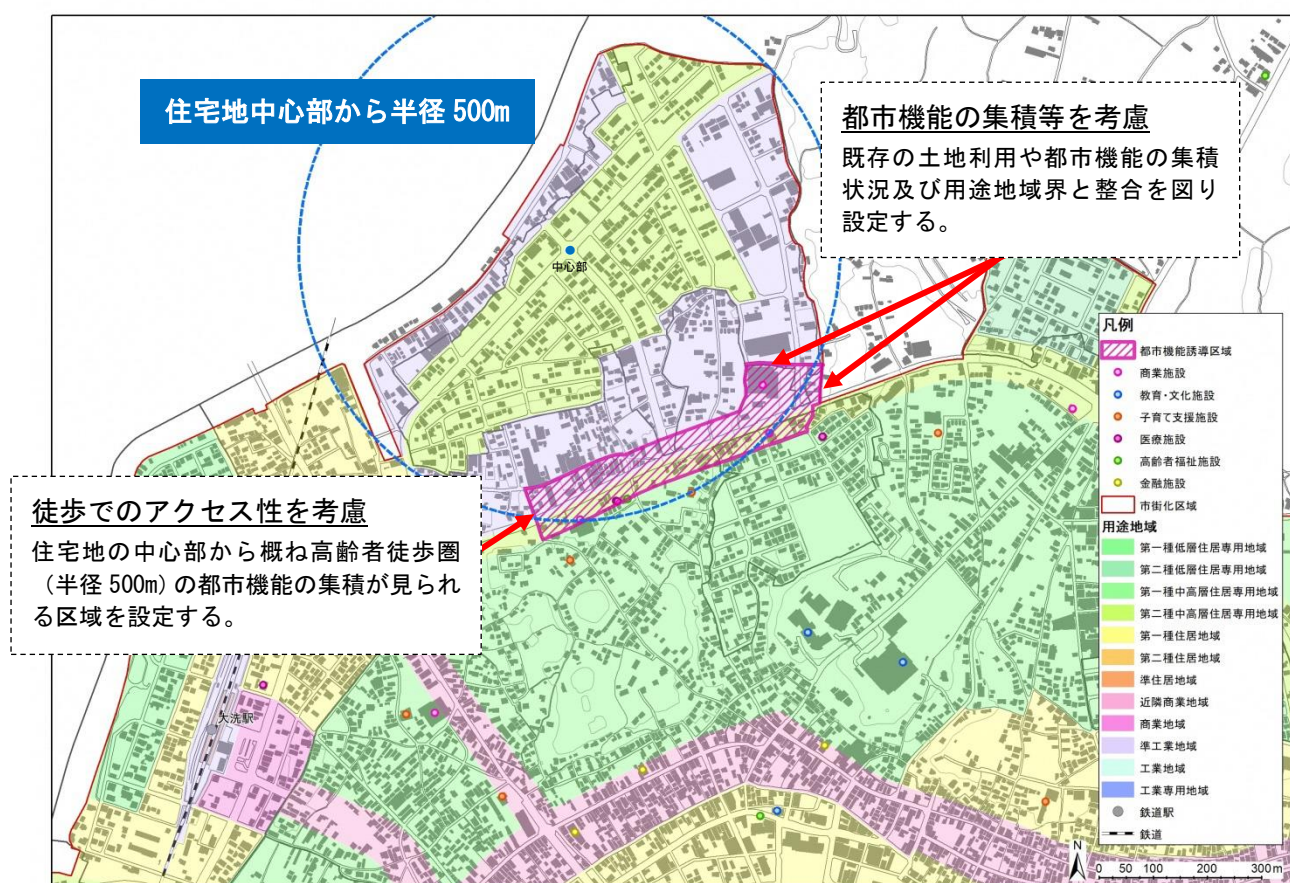 住宅地中心部から半径 500m
都市機能の集積等を考慮
既存の土地利用や都市機能の集積
状況及び用途地域界と整合を図り
設定する。
中心部
徒歩でのアクセス性を考慮
住宅地の中心部から概ね高齢者徒歩圏
（半径 500m）の都市機能の集積が見られ
る区域を設定する。
大洗駅
凡例
都市機能誘導区域
商業施設
教育・文化施設
子育て支援施設
医療施設
高齢者福祉施設
金融施設
市街化区域
用途地域
第一種低層住居専用地域
第二種低層住居専用地域
第一種中高層住居専用地域
第二種中高層住居専用地域
第一種住居地域
第二種住居地域
準住居地域
近隣商業地域
商業地域
準工業地域
工業地域
工業専用地域
鉄道駅
鉄道
N
0 50 100 200 300m